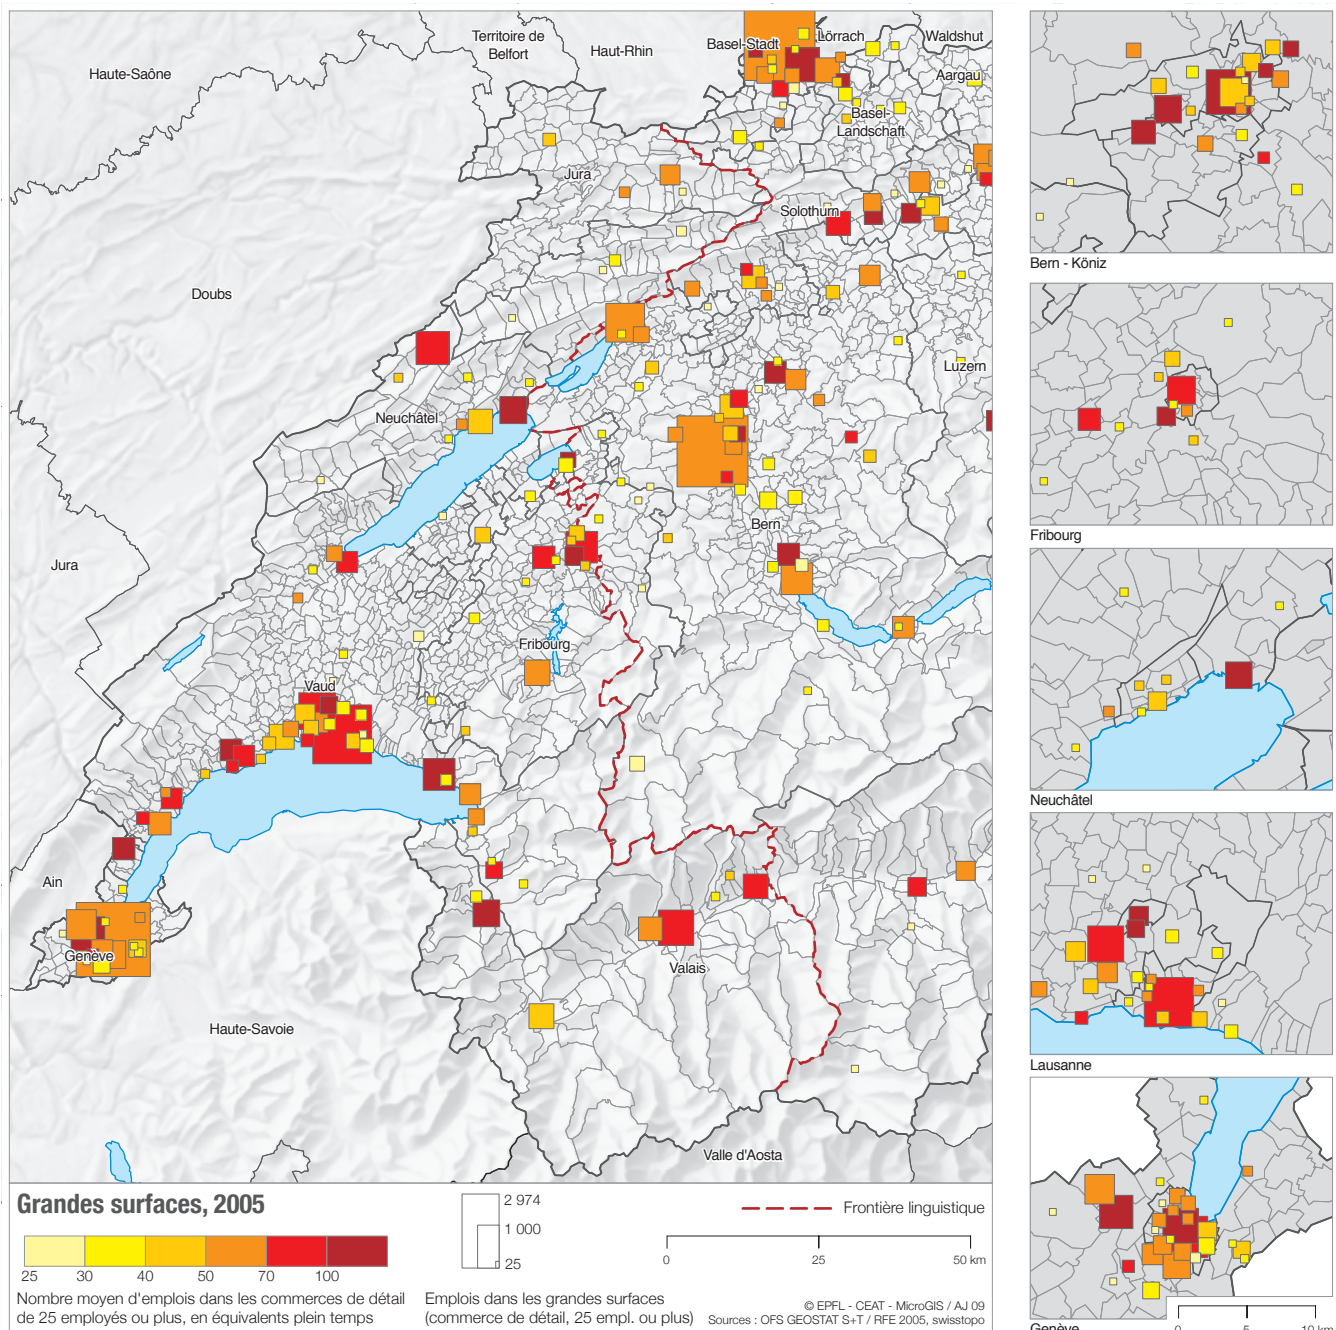 Haute-Saône
Territoire de
Belfort
Haut-Rhin
Basel-Stadt
Lörrach
Waldshut
Aargau
Basel-
Landschaft
Jura
Solothurn
Doubs
Luzern
Neuchâtel
Bern
Jura
Fribourg
Vaud
Ain
Genève
Valais
Haute-Savoie
Valle d'Aosta
Bern - Köniz
Fribourg
Neuchâtel
Lausanne
Genève
0 5 10 km
Grandes surfaces, 2005
25 30 40 50 70 100
Nombre moyen d'emplois dans les commerces de détail
de 25 employés ou plus, en équivalents plein temps
2 974
1 000
25
Emplois dans les grandes surfaces
(commerce de détail, 25 empl. ou plus)
Frontière linguistique
0 25 50 km
© EPFL - CEAT - MicroGIS / AJ 09
Sources : OFS GEOSTAT S+T / RFE 2005, swisstopo